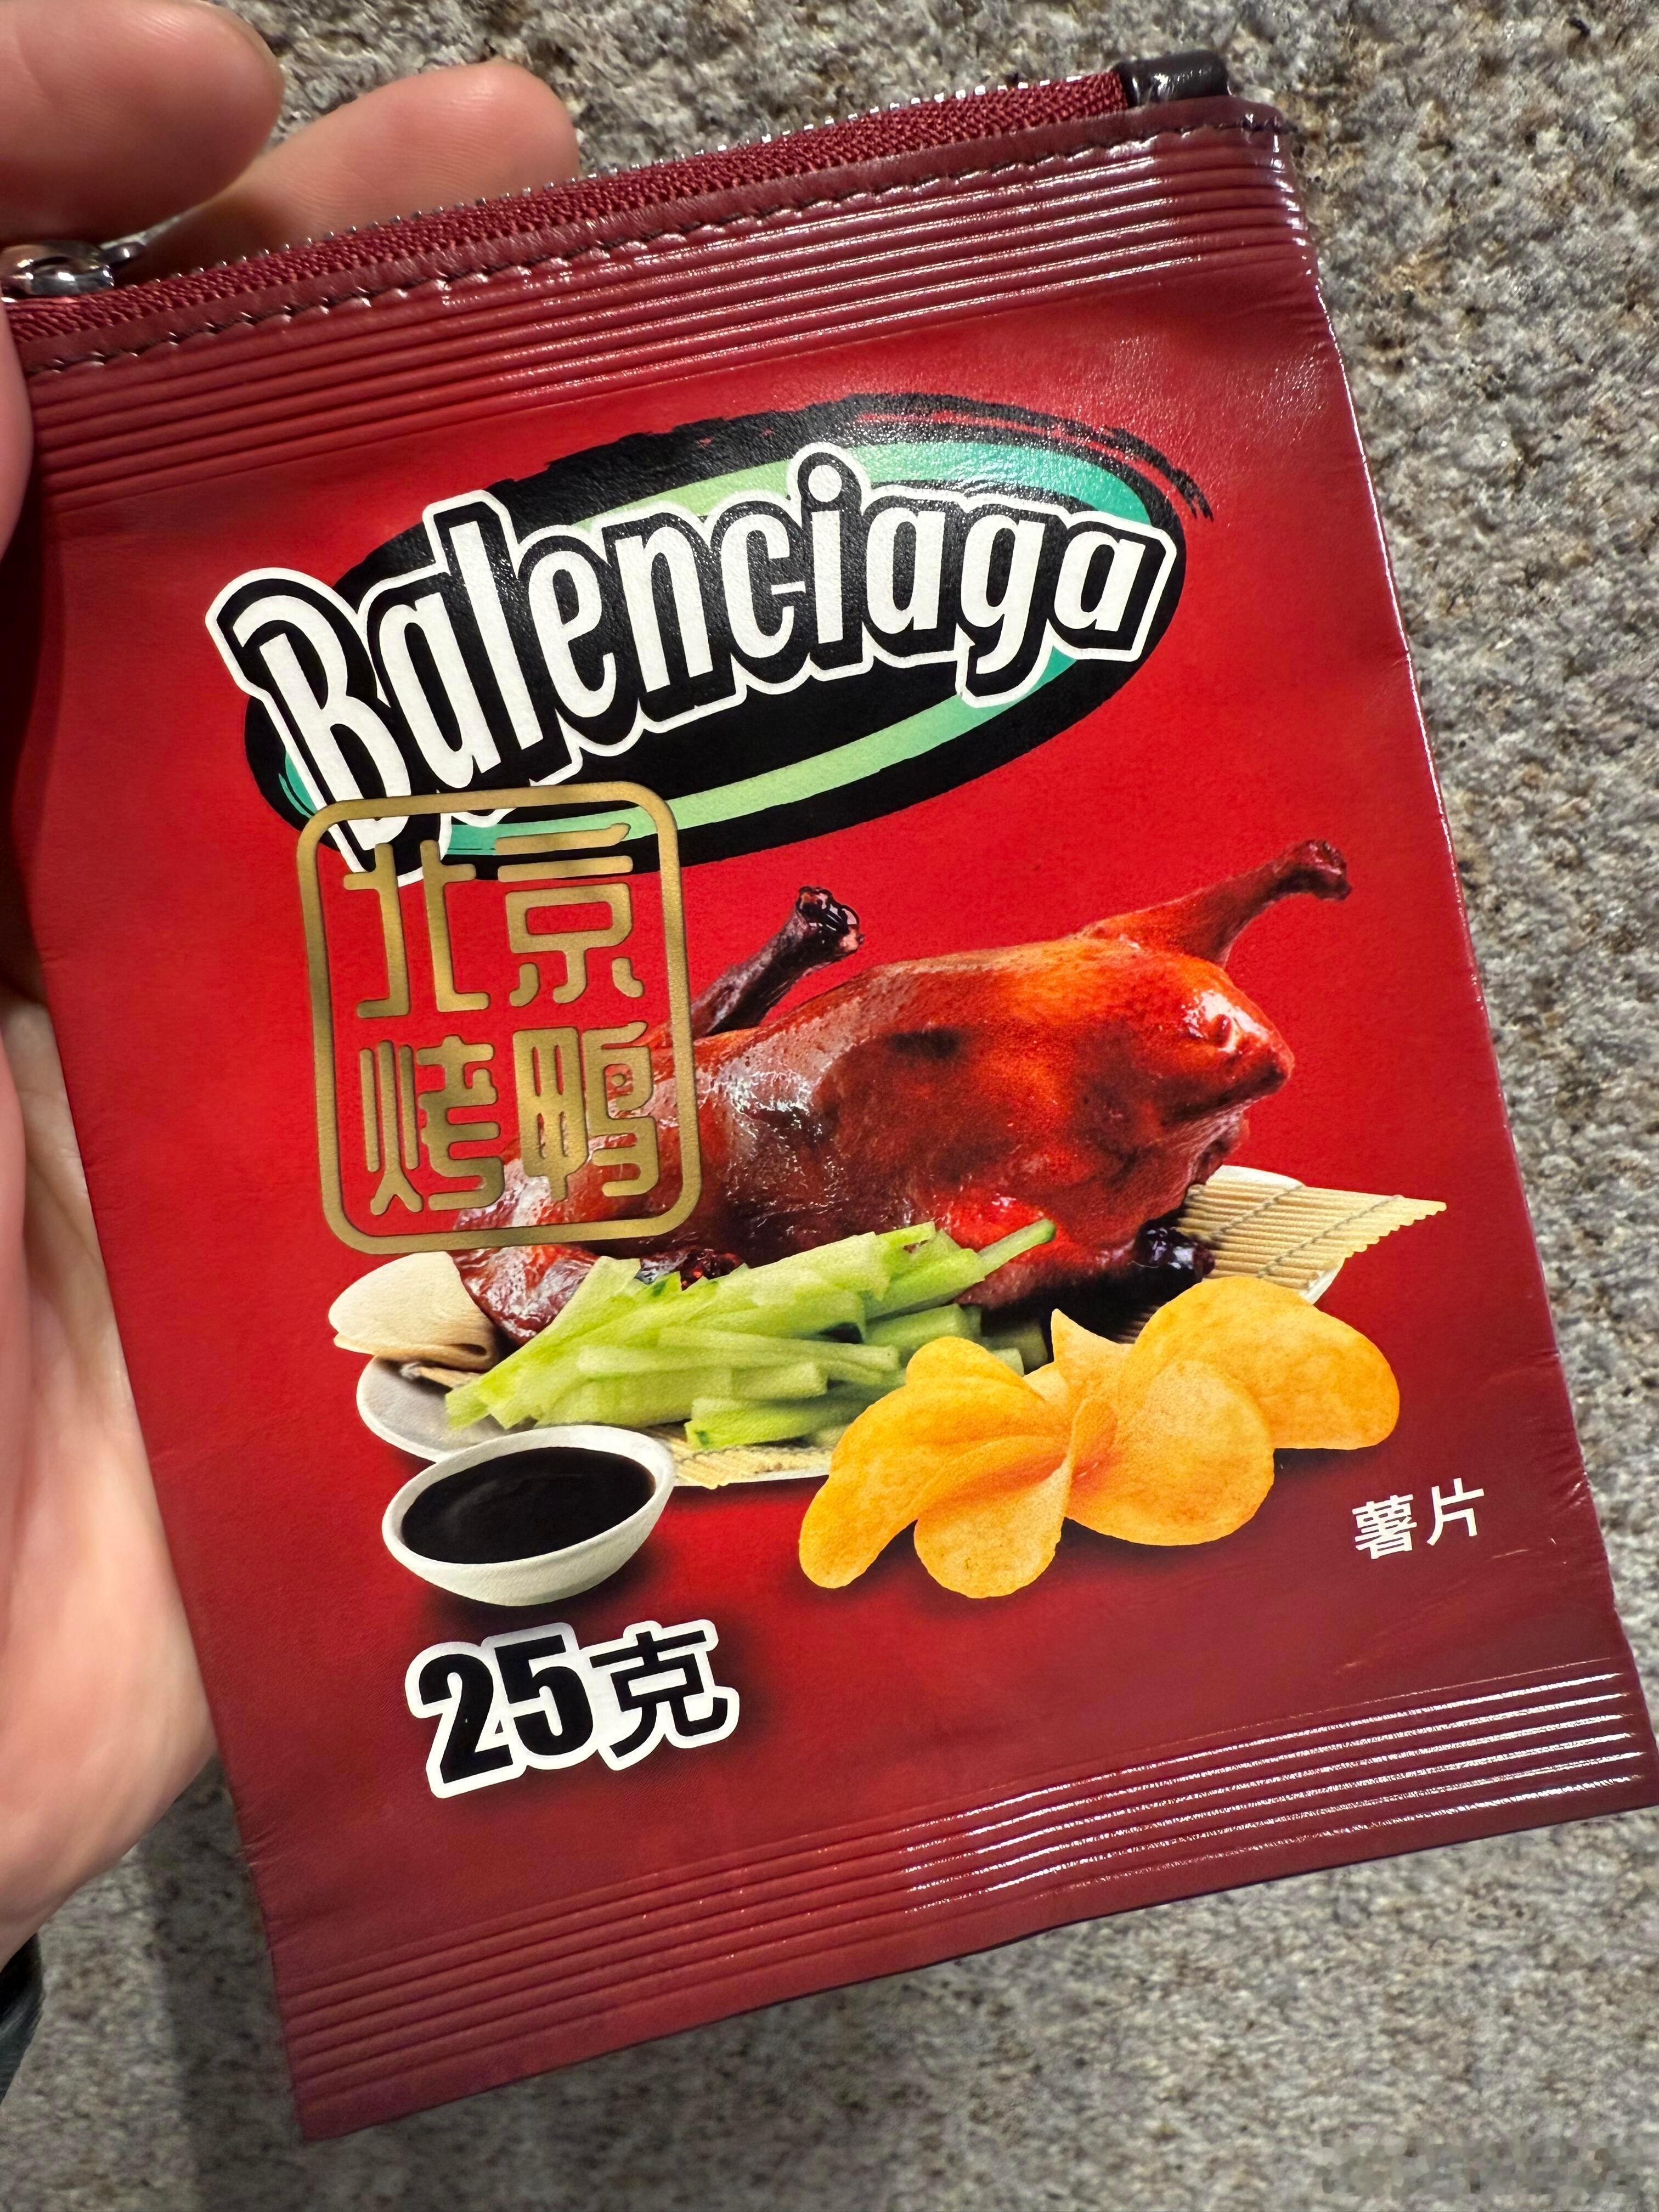 Balenciaga
北京
烤鸭
薯片
25克